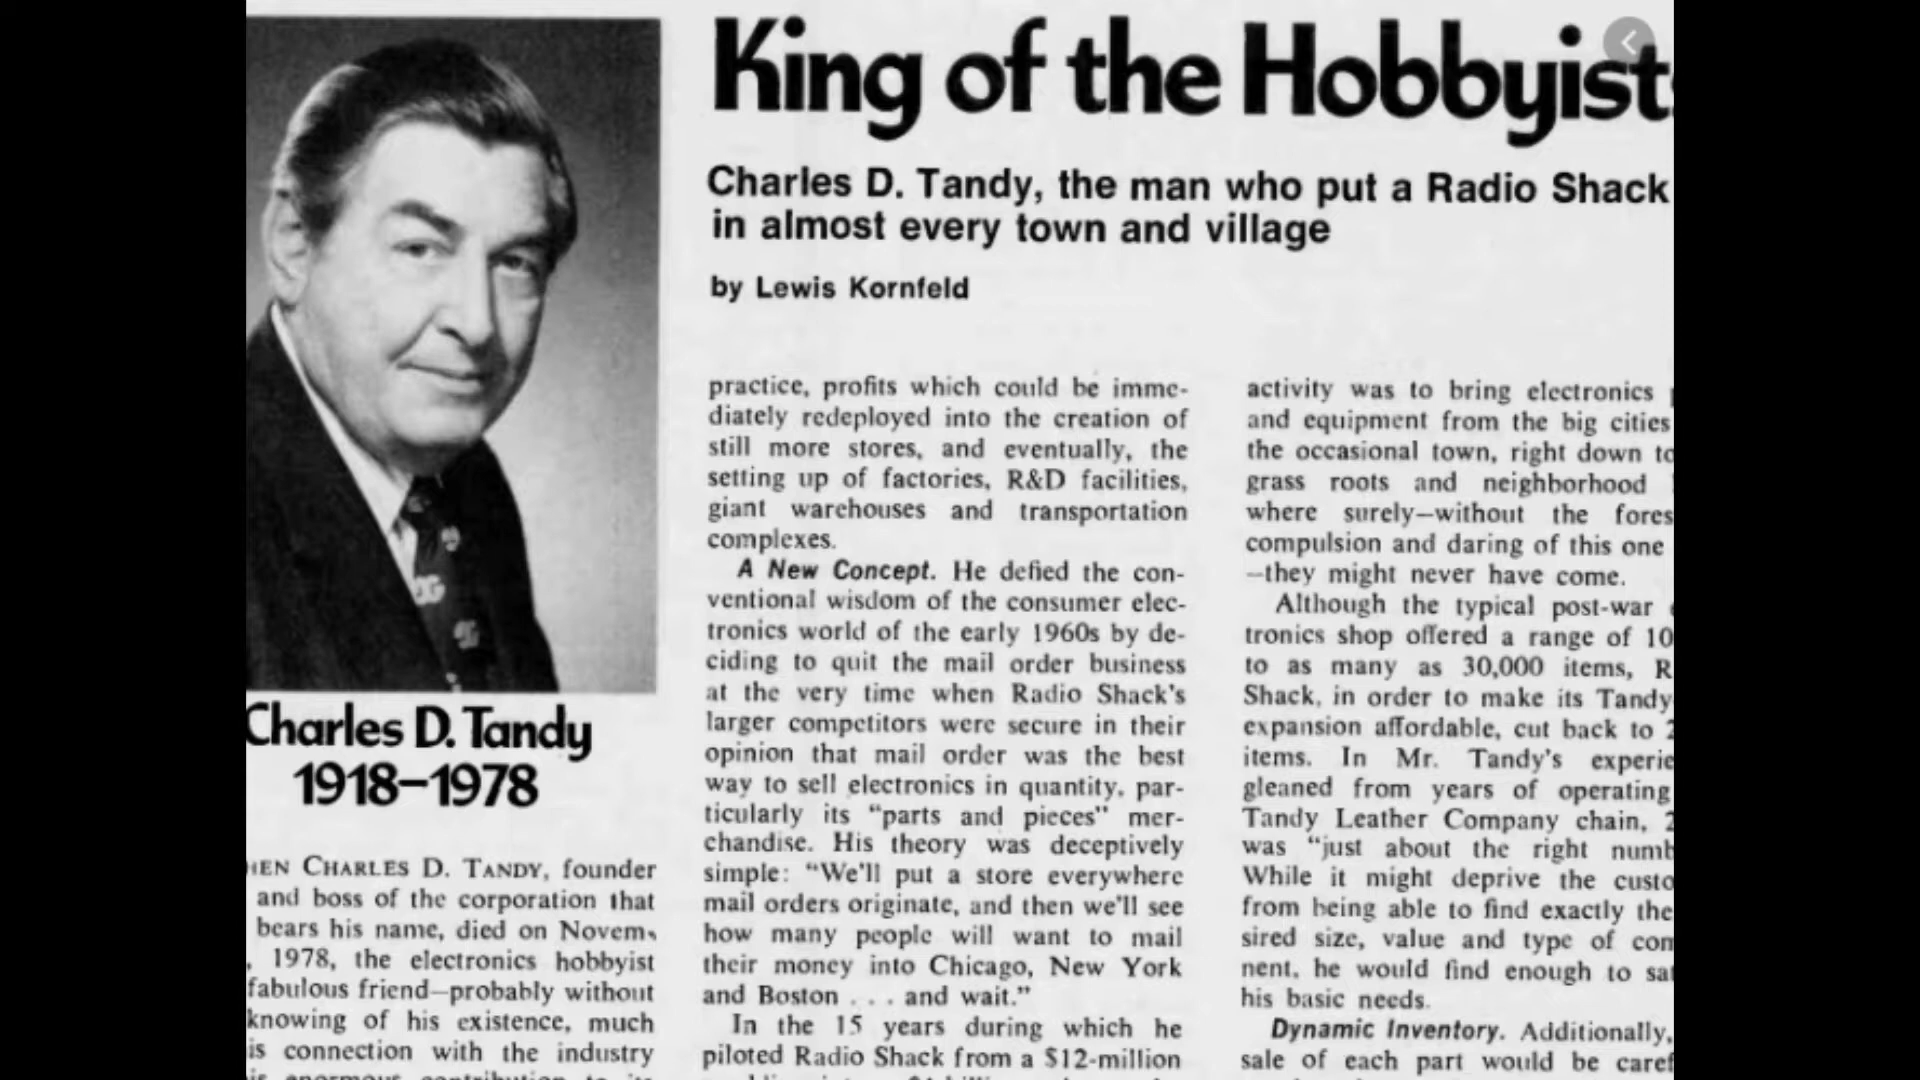 King of the Hobbyist
Charles D. Tandy, the man who put a Radio Shack
in almost every town and village
by Lewis Kornfeld
Charles D. Tandy
1918–1978
CHARLES D. TANDY, founder
and boss of the corporation that
bears his name, died on Novem-
, 1978, the electronics hobbyist
fabulous friend—probably without
knowing of his existence, much
connection with the industry
practice, profits which could be imme-
diately redeployed into the creation of
still more stores, and eventually, the
setting up of factories, R&D facilities,
giant warehouses and transportation
complexes.
A New Concept. He defied the con-
ventional wisdom of the consumer elec-
tronics world of the early 1960s by de-
ciding to quit the mail order business
at the very time when Radio Shack's
larger competitors were secure in their
opinion that mail order was the best
way to sell electronics in quantity, par-
ticularly its "parts and pieces" mer-
chandise. His theory was deceptively
simple: "We'll put a store everywhere
mail orders originate, and then we'll see
how many people will want to mail
their money into Chicago, New York
and Boston . . . and wait."
In the 15 years during which he
piloted Radio Shack from a $12-million
activity was to bring electronics
and equipment from the big cities
the occasional town, right down to
grass roots and neighborhood
where surely—without the fores
compulsion and daring of this one
—they might never have come.
Although the typical post-war
tronics shop offered a range of 10
to as many as 30,000 items, R
Shack, in order to make its Tandy
expansion affordable, cut back to 2
items. In Mr. Tandy's experie
gleaned from years of operating
Tandy Leather Company chain, 2
was "just about the right numb
While it might deprive the custo
from being able to find exactly the
sired size, value and type of com
nent, he would find enough to sat
his basic needs.
Dynamic Inventory. Additionally,
sale of each part would be caref